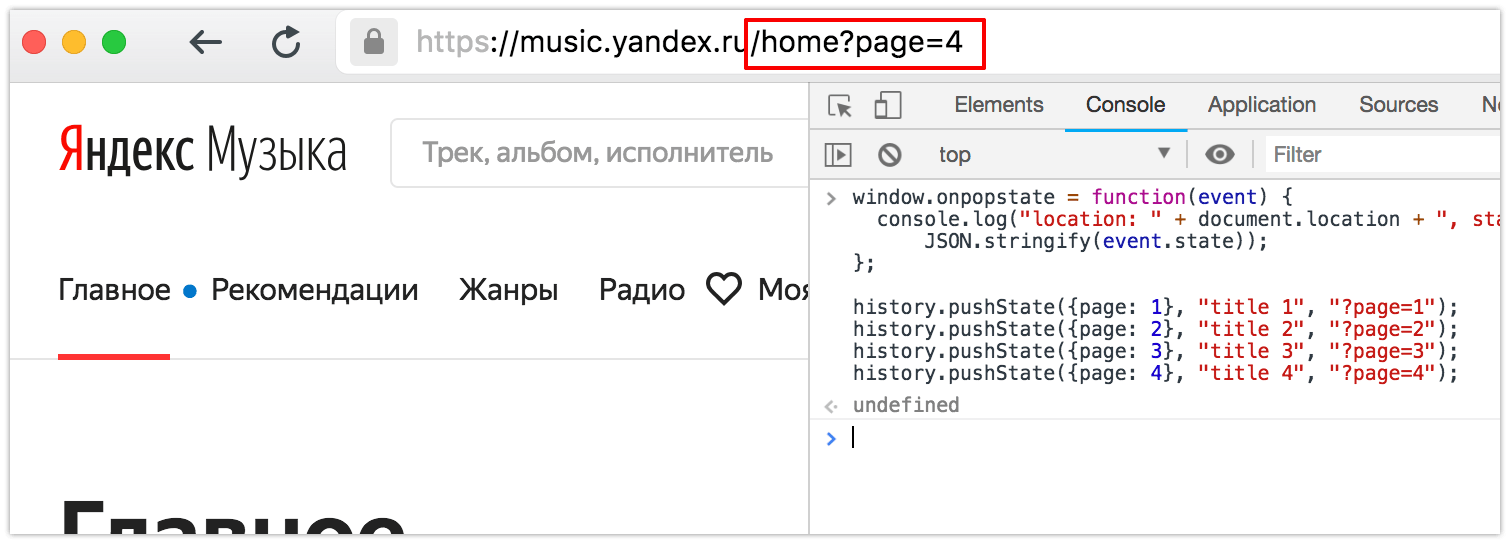 https://music.yandex.ru/home?page=4
Яндекс Музыка
Трек, альбом, исполнитель
Главное Рекомендации Жанры Радио
Главное
Elements Console Application Sources
top Filter
window.onpopstate = function(event) {
console.log("location: " + document.location + ",
JSON.stringify(event.state));
};
history.pushState({page: 1}, "title 1", "?page=1");
history.pushState({page: 2}, "title 2", "?page=2");
history.pushState({page: 3}, "title 3", "?page=3");
history.pushState({page: 4}, "title 4", "?page=4");
undefined